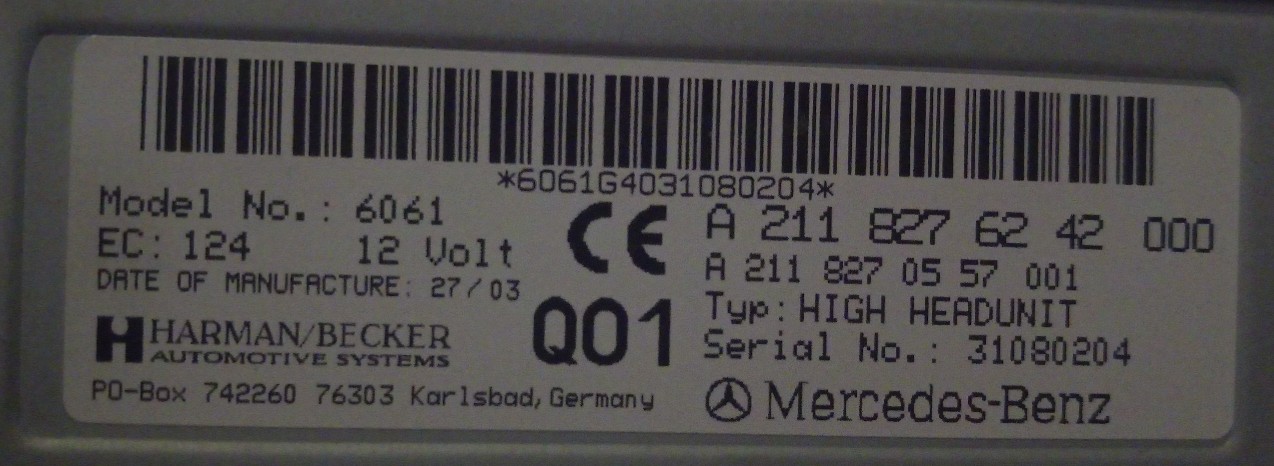 *6061G4031080204*
Model No.: 6061
EC: 124 12 Volt
DATE OF MANUFACTURE: 27/03
HARMAN/BECKER
AUTOMOTIVE SYSTEMS
PO-Box 742260 76303 Karlsbad, Germany
CE
Q01
A 211 827 62 42 000
A 211 827 05 57 001
Typ: HIGH HEADUNIT
Serial No.: 31080204
Mercedes-Benz